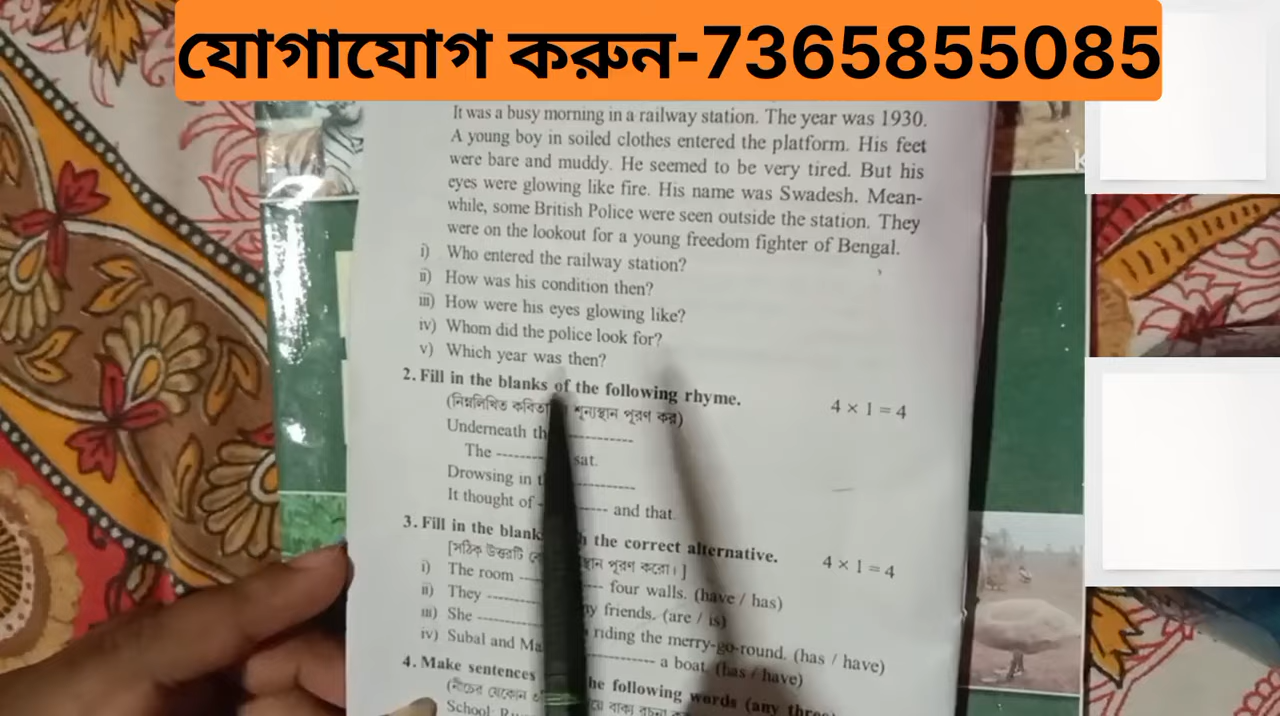 যোগাযোগ করুন-7365855085
It was a busy morning in a railway station. The year was 1930.
A young boy in soiled clothes entered the platform. His feet
were bare and muddy. He seemed to be very tired. But his
eyes were glowing like fire. His name was Swadesh. Mean-
while, some British Police were seen outside the station. They
were on the lookout for a young freedom fighter of Bengal.
i) Who entered the railway station?
ii) How was his condition then?
iii) How were his eyes glowing like?
iv) Whom did the police look for?
v) Which year was then?
2. Fill in the blanks of the following rhyme. 4 × 1 = 4
(নিম্নলিখিত শূন্যস্থান পূরণ কর)
Underneath ----------
The -------- sat.
Drowsing in ----------
It thought of -------- and that.
3. Fill in the the correct alternative. 4 × 1 = 4
[সঠিক উত্তরটি পূরণ করো।]
i) The room -------- four walls. (have / has)
ii) They -------- friends. (are / is)
iii) She -------- riding the merry-go-round. (has / have)
iv) Subal and ------------ a boat. (has / have)
4. Make sentences the following words (any
(নীচের যেকোন বাক্য রচনা
School